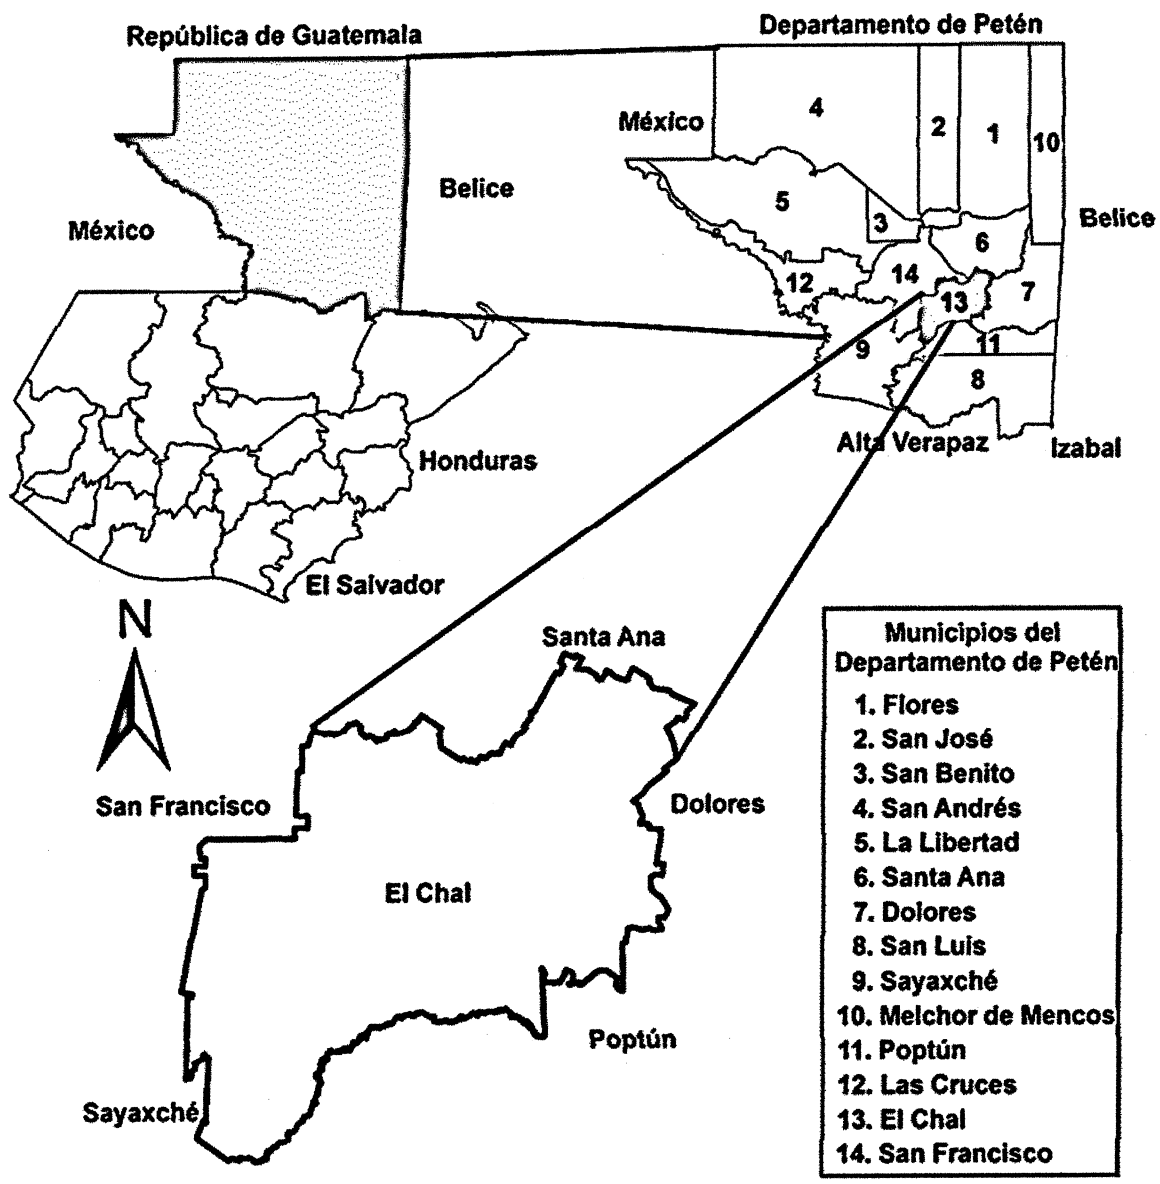 República de Guatemala
Departamento de Petén
México
Belice
México
Belice
4
2
1
10
5
3
6
12
14
7
13
9
11
8
Alta Verapaz
Izabal
Honduras
El Salvador
N
Santa Ana
San Francisco
Dolores
El Chal
Poptún
Sayaxché
Municipios del
Departamento de Petén
1. Flores
2. San José
3. San Benito
4. San Andrés
5. La Libertad
6. Santa Ana
7. Dolores
8. San Luis
9. Sayaxché
10. Melchor de Mencos
11. Poptún
12. Las Cruces
13. El Chal
14. San Francisco